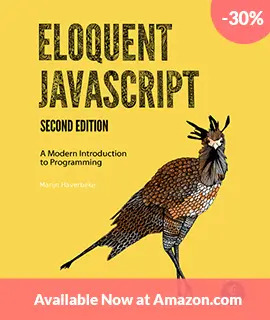 -30%
ELOQUENT
JAVASCRIPT
SECOND EDITION
A Modern Introduction
to Programming
Marijn Haverbeke
Available Now at Amazon.com